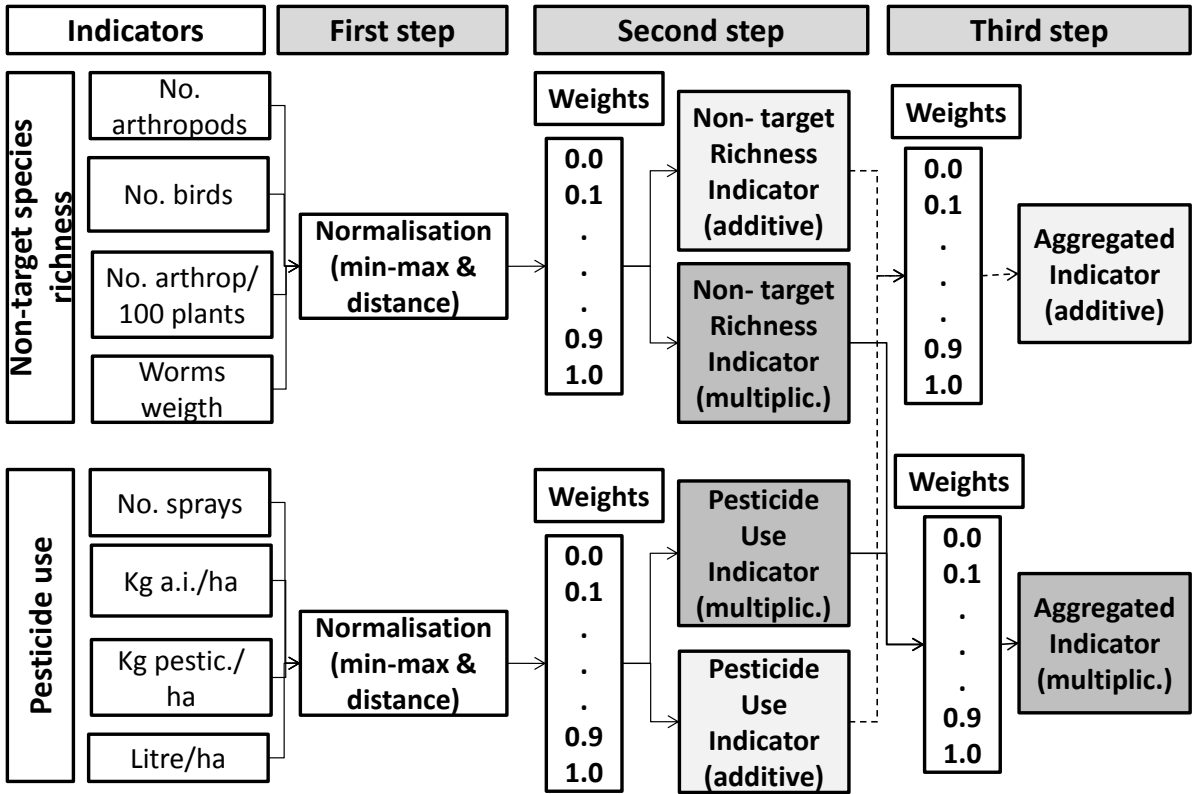 Indicators
First step
Second step
Third step
Non-target species
richness
No.
arthropods
No. birds
No. arthrop/
100 plants
Worms
weigth
Normalisation
(min-max &
distance)
Weights
0.0
0.1
.
.
.
0.9
1.0
Non- target
Richness
Indicator
(additive)
Non- target
Richness
Indicator
(multiplic.)
Weights
0.0
0.1
.
.
.
0.9
1.0
Aggregated
Indicator
(additive)
Pesticide use
No. sprays
Kg a.i./ha
Kg pestic./
ha
Litre/ha
Normalisation
(min-max &
distance)
Weights
0.0
0.1
.
.
.
0.9
1.0
Pesticide
Use
Indicator
(multiplic.)
Pesticide
Use
Indicator
(additive)
Weights
0.0
0.1
.
.
.
0.9
1.0
Aggregated
Indicator
(multiplic.)